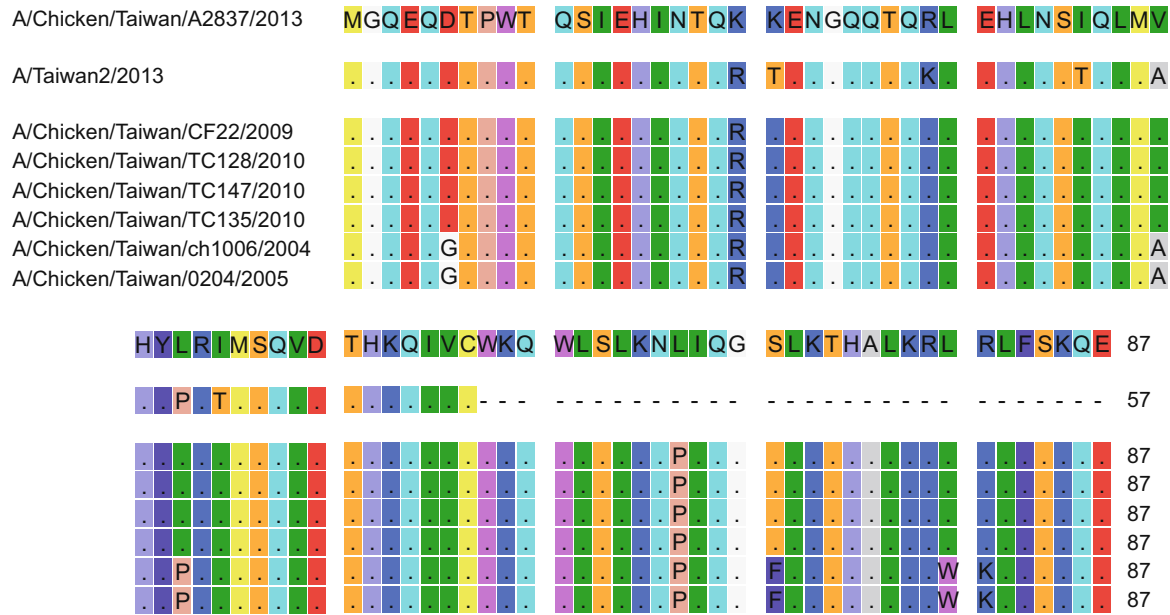 A/Chicken/Taiwan/A2837/2013 MGQEQDTPWT QSIEHINTQK KENGQQTQRL EHLNSIQLMV
A/Taiwan2/2013 .......... .........R T.......K. .....T...A
A/Chicken/Taiwan/CF22/2009 .......... .........R .......... ..........
A/Chicken/Taiwan/TC128/2010 .......... .........R .......... ..........
A/Chicken/Taiwan/TC147/2010 .......... .........R .......... ..........
A/Chicken/Taiwan/TC135/2010 .......... .........R .......... ..........
A/Chicken/Taiwan/ch1006/2004 .....G.... .........R .......... .........A
A/Chicken/Taiwan/0204/2005 .....G.... .........R .......... .........A
HYLRIMSQVD THKQIVCWKQ WLSLKNLIQG SLKTHALKRL RLFSKQE 87
..P.T..... .......--- ---------- ---------- ------- 57
.......... .......... ......P... .......... ....... 87
.......... .......... ......P... .......... ....... 87
.......... .......... ......P... .......... ....... 87
.......... .......... ......P... .......... ....... 87
..P....... .......... ......P... F........W K...... 87
..P....... .......... ......P... F........W K...... 87